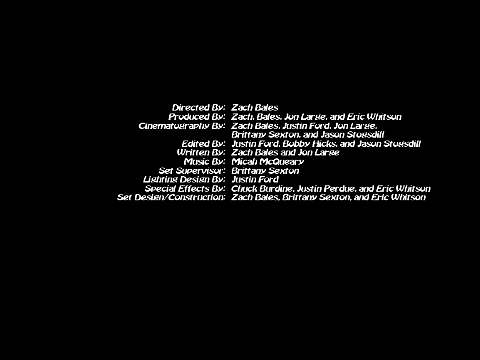 Directed By: Zach Bales
Produced By: Zach, Bales, Jon Large, and Eric Whitson
Cinematography By: Zach Bales, Justin Ford, Jon Large,
Brittany Sexton, and Jason Stogsdill
Edited By: Justin Ford, Bobby Hicks, and Jason Stogsdill
Written By: Zach Bales and Jon Large
Music By: Micah McQueary
Set Supervisor: Brittany Sexton
Lighting Design By: Justin Ford
Special Effects By: Chuck Burdine, Justin Perdue, and Eric Whitson
Set Design/Construction: Zach Bales, Brittany Sexton, and Eric Whitson